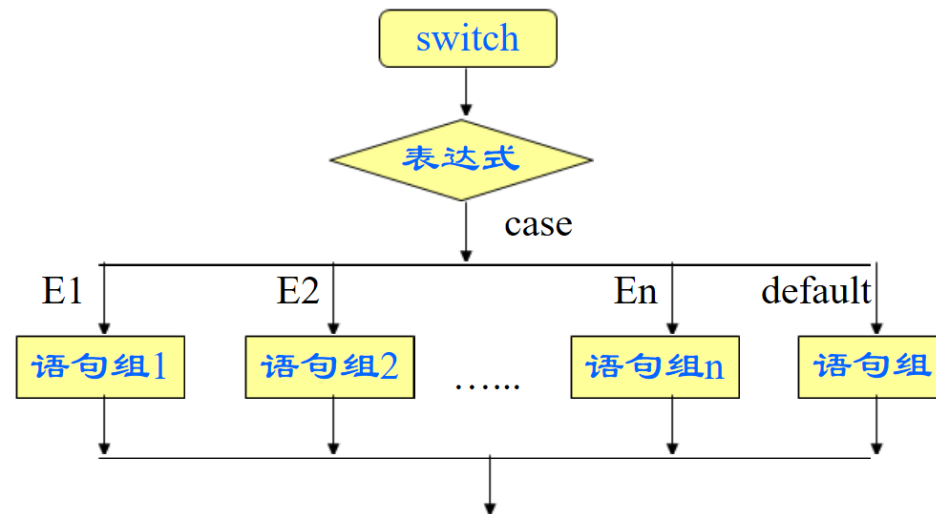 switch
表达式
case
E1
E2
En
default
语句组1
语句组2
…...
语句组n
语句组